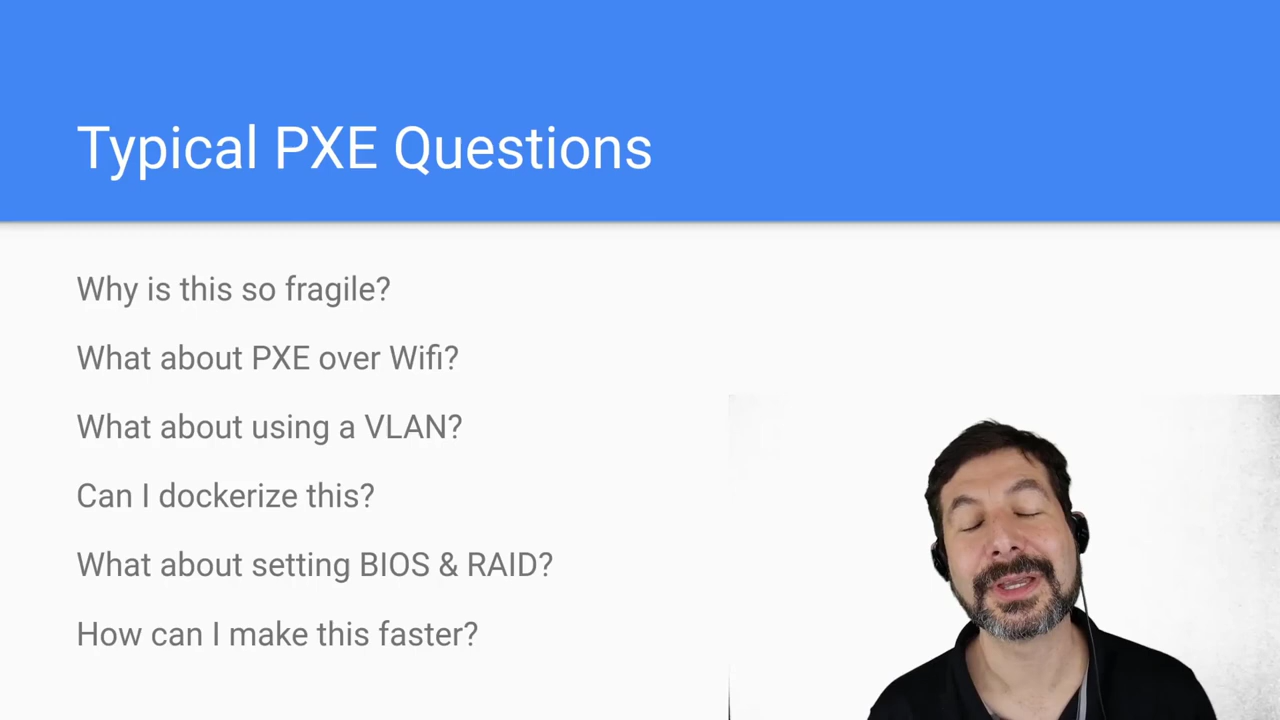 Typical PXE Questions
Why is this so fragile?
What about PXE over Wifi?
What about using a VLAN?
Can I dockerize this?
What about setting BIOS & RAID?
How can I make this faster?